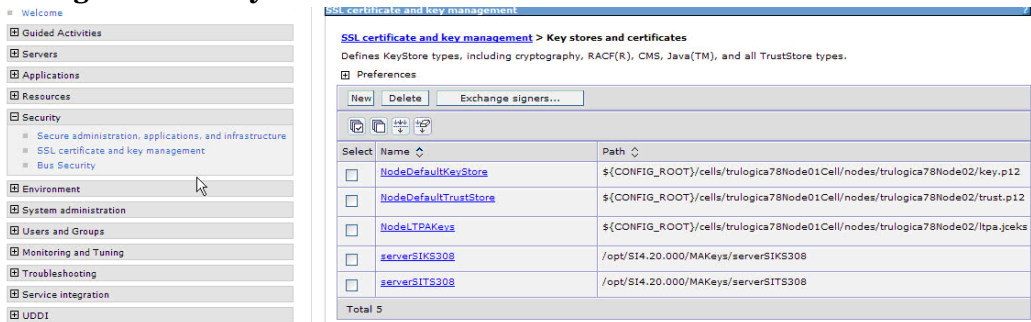 Welcome
Guided Activities
Servers
Applications
Resources
Security
Secure administration, applications, and infrastructure
SSL certificate and key management
Bus Security
Environment
System administration
Users and Groups
Monitoring and Tuning
Troubleshooting
Service integration
UDDI
SSL certificate and key management
?
SSL certificate and key management > Key stores and certificates
Defines KeyStore types, including cryptography, RACF(R), CMS, Java(TM), and all TrustStore types.
Preferences
New Delete Exchange signers...
Select Name Path
NodeDefaultKeyStore ${CONFIG_ROOT}/cells/trulogica78Node01Cell/nodes/trulogica78Node02/key.p12
NodeDefaultTrustStore ${CONFIG_ROOT}/cells/trulogica78Node01Cell/nodes/trulogica78Node02/trust.p12
NodeLTPAKeys ${CONFIG_ROOT}/cells/trulogica78Node01Cell/nodes/trulogica78Node02/ltpa.jceks
serverSIKS308 /opt/SI4.20.000/MAKeys/serverSIKS308
serverSITS308 /opt/SI4.20.000/MAKeys/serverSITS308
Total 5